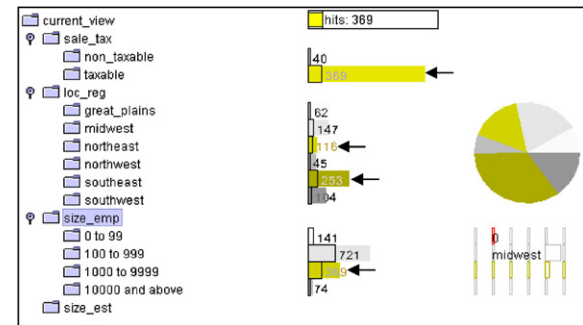 current_view hits: 369
sale_tax
non_taxable 40
taxable 369
loc_reg
great_plains 62
midwest 147
northeast 116
northwest 45
southeast 253
southwest 104
size_emp
0 to 99 141 0
100 to 999 721 midwest
1000 to 9999 369
10000 and above 74
size_est